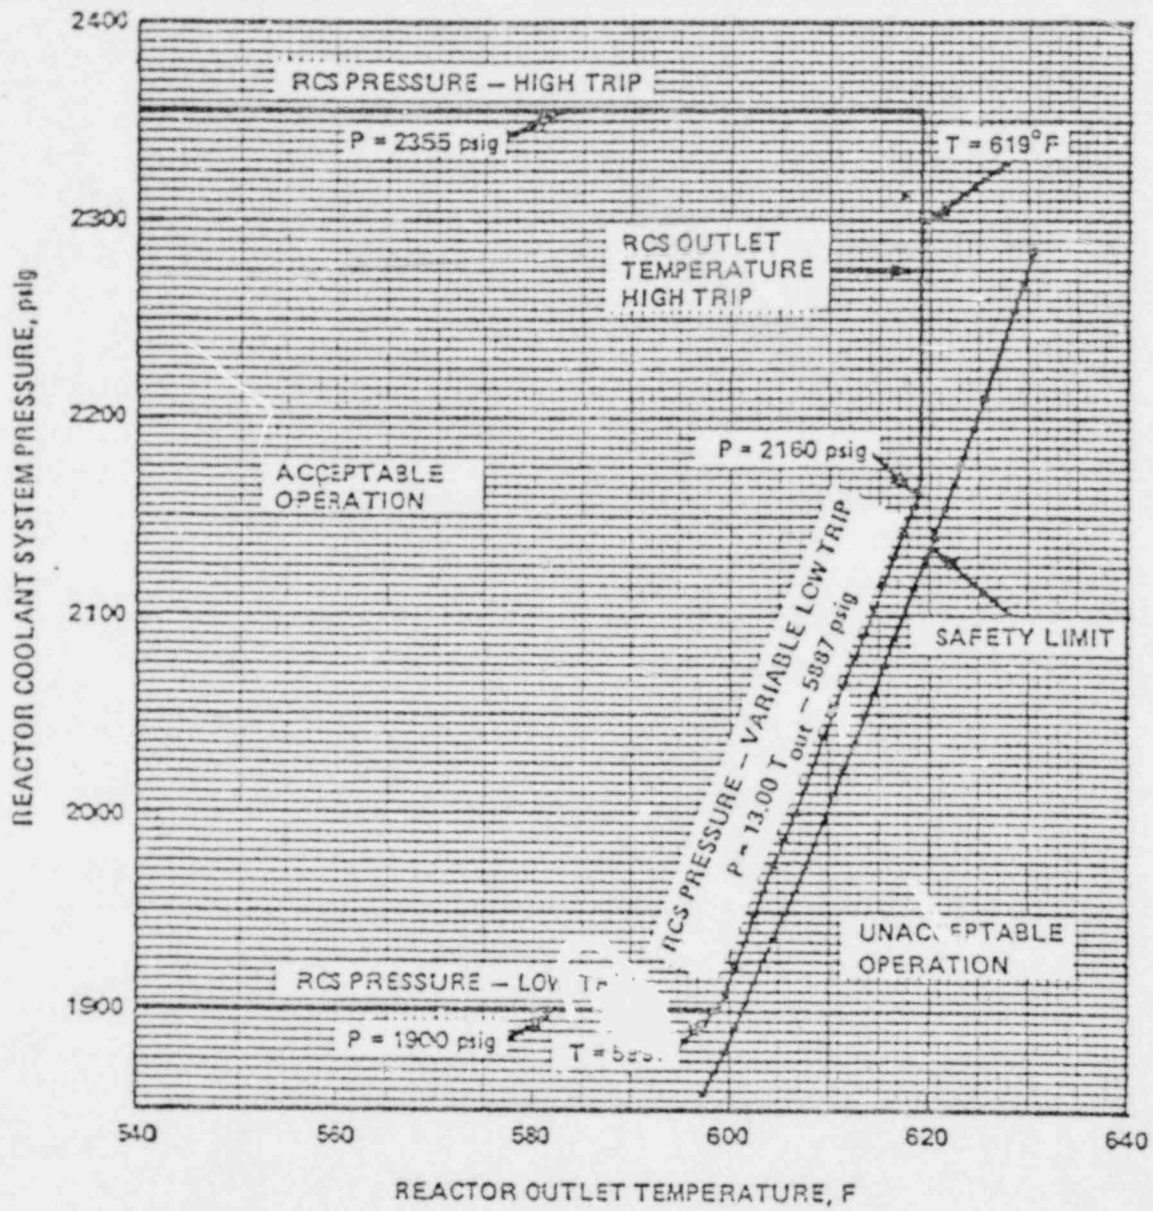 2400
RCS PRESSURE – HIGH TRIP
P = 2355 psig
T = 619°F
2300
RCS OUTLET
TEMPERATURE
HIGH TRIP
REACTOR COOLANT SYSTEM PRESSURE, psig
2200
P = 2160 psig
ACCEPTABLE
OPERATION
RCS PRESSURE – VARIABLE LOW TRIP
P = 13.00 Tout – 5887 psig
2100
SAFETY LIMIT
2000
UNACCEPTABLE
OPERATION
RCS PRESSURE – LOW
1900
P = 1900 psig
T =
540
560
580
600
620
640
REACTOR OUTLET TEMPERATURE, F